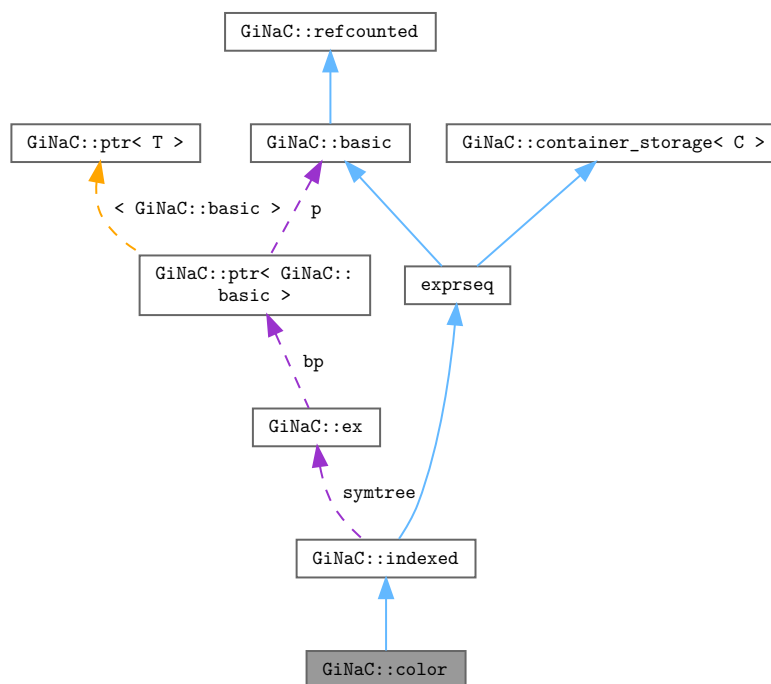 GiNaC::refcounted
GiNaC::ptr< T >
GiNaC::basic
GiNaC::container_storage< C >
< GiNaC::basic >
p
GiNaC::ptr< GiNaC::
basic >
exprseq
bp
GiNaC::ex
symtree
GiNaC::indexed
GiNaC::color